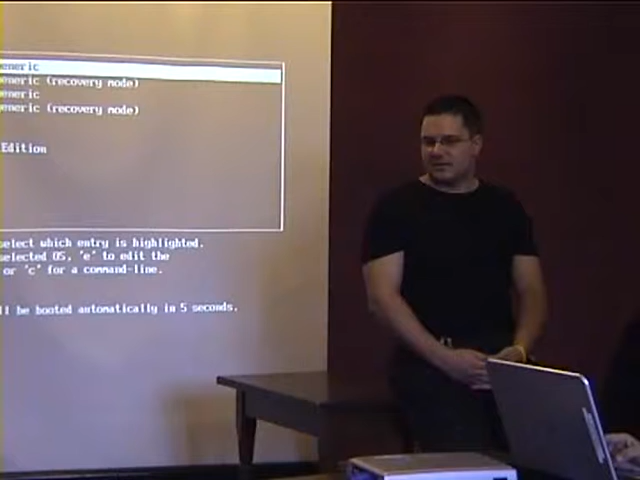 eneric
eneric (recovery mode)
eneric
eneric (recovery mode)
Edition
select which entry is highlighted.
selected OS, 'e' to edit the
or 'c' for a command-line.
ll be booted automatically in 5 seconds.